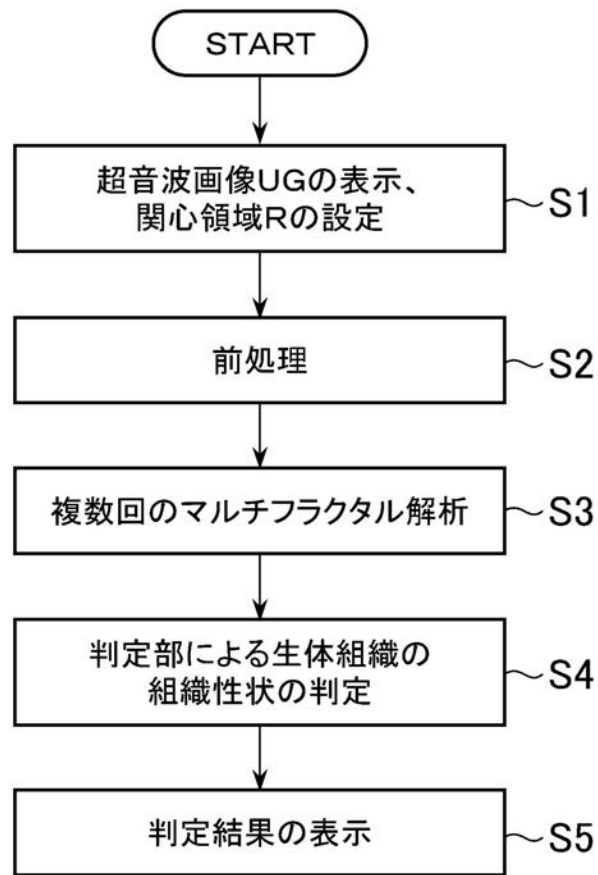 START
超音波画像UGの表示、
関心領域Rの設定
S1
前処理
S2
複数回のマルチフラクタル解析
S3
判定部による生体組織の
組織性状の判定
S4
判定結果の表示
S5